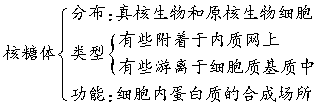 分布:真核生物和原核生物细胞
核糖体
类型
有些附着于内质网上
有些游离于细胞质基质中
功能:细胞内蛋白质的合成场所